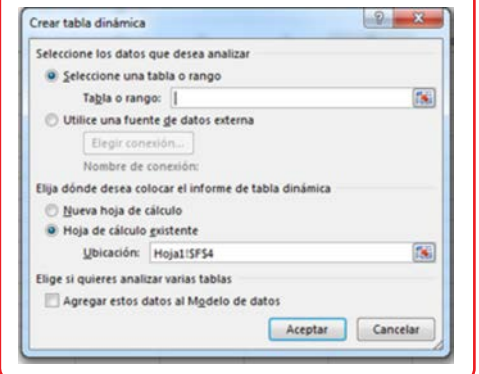 Crear tabla dinámica
Seleccione los datos que desea analizar
Seleccione una tabla o rango
Tabla o rango:
Utilice una fuente de datos externa
Elegir conexión...
Nombre de conexión:
Elija dónde desea colocar el informe de tabla dinámica
Nueva hoja de cálculo
Hoja de cálculo existente
Ubicación: Hoja1!$F$4
Elige si quieres analizar varias tablas
Agregar estos datos al Modelo de datos
Aceptar Cancelar